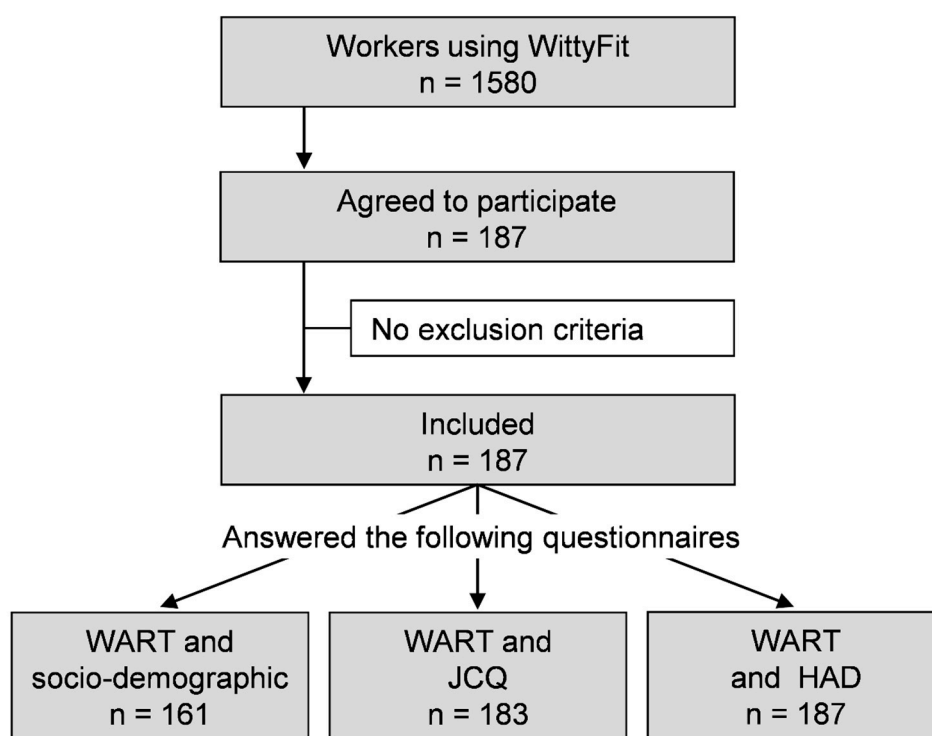 Workers using WittyFit
n = 1580
Agreed to participate
n = 187
No exclusion criteria
Included
n = 187
Answered the following questionnaires
WART and
socio-demographic
n = 161
WART and
JCQ
n = 183
WART
and HAD
n = 187